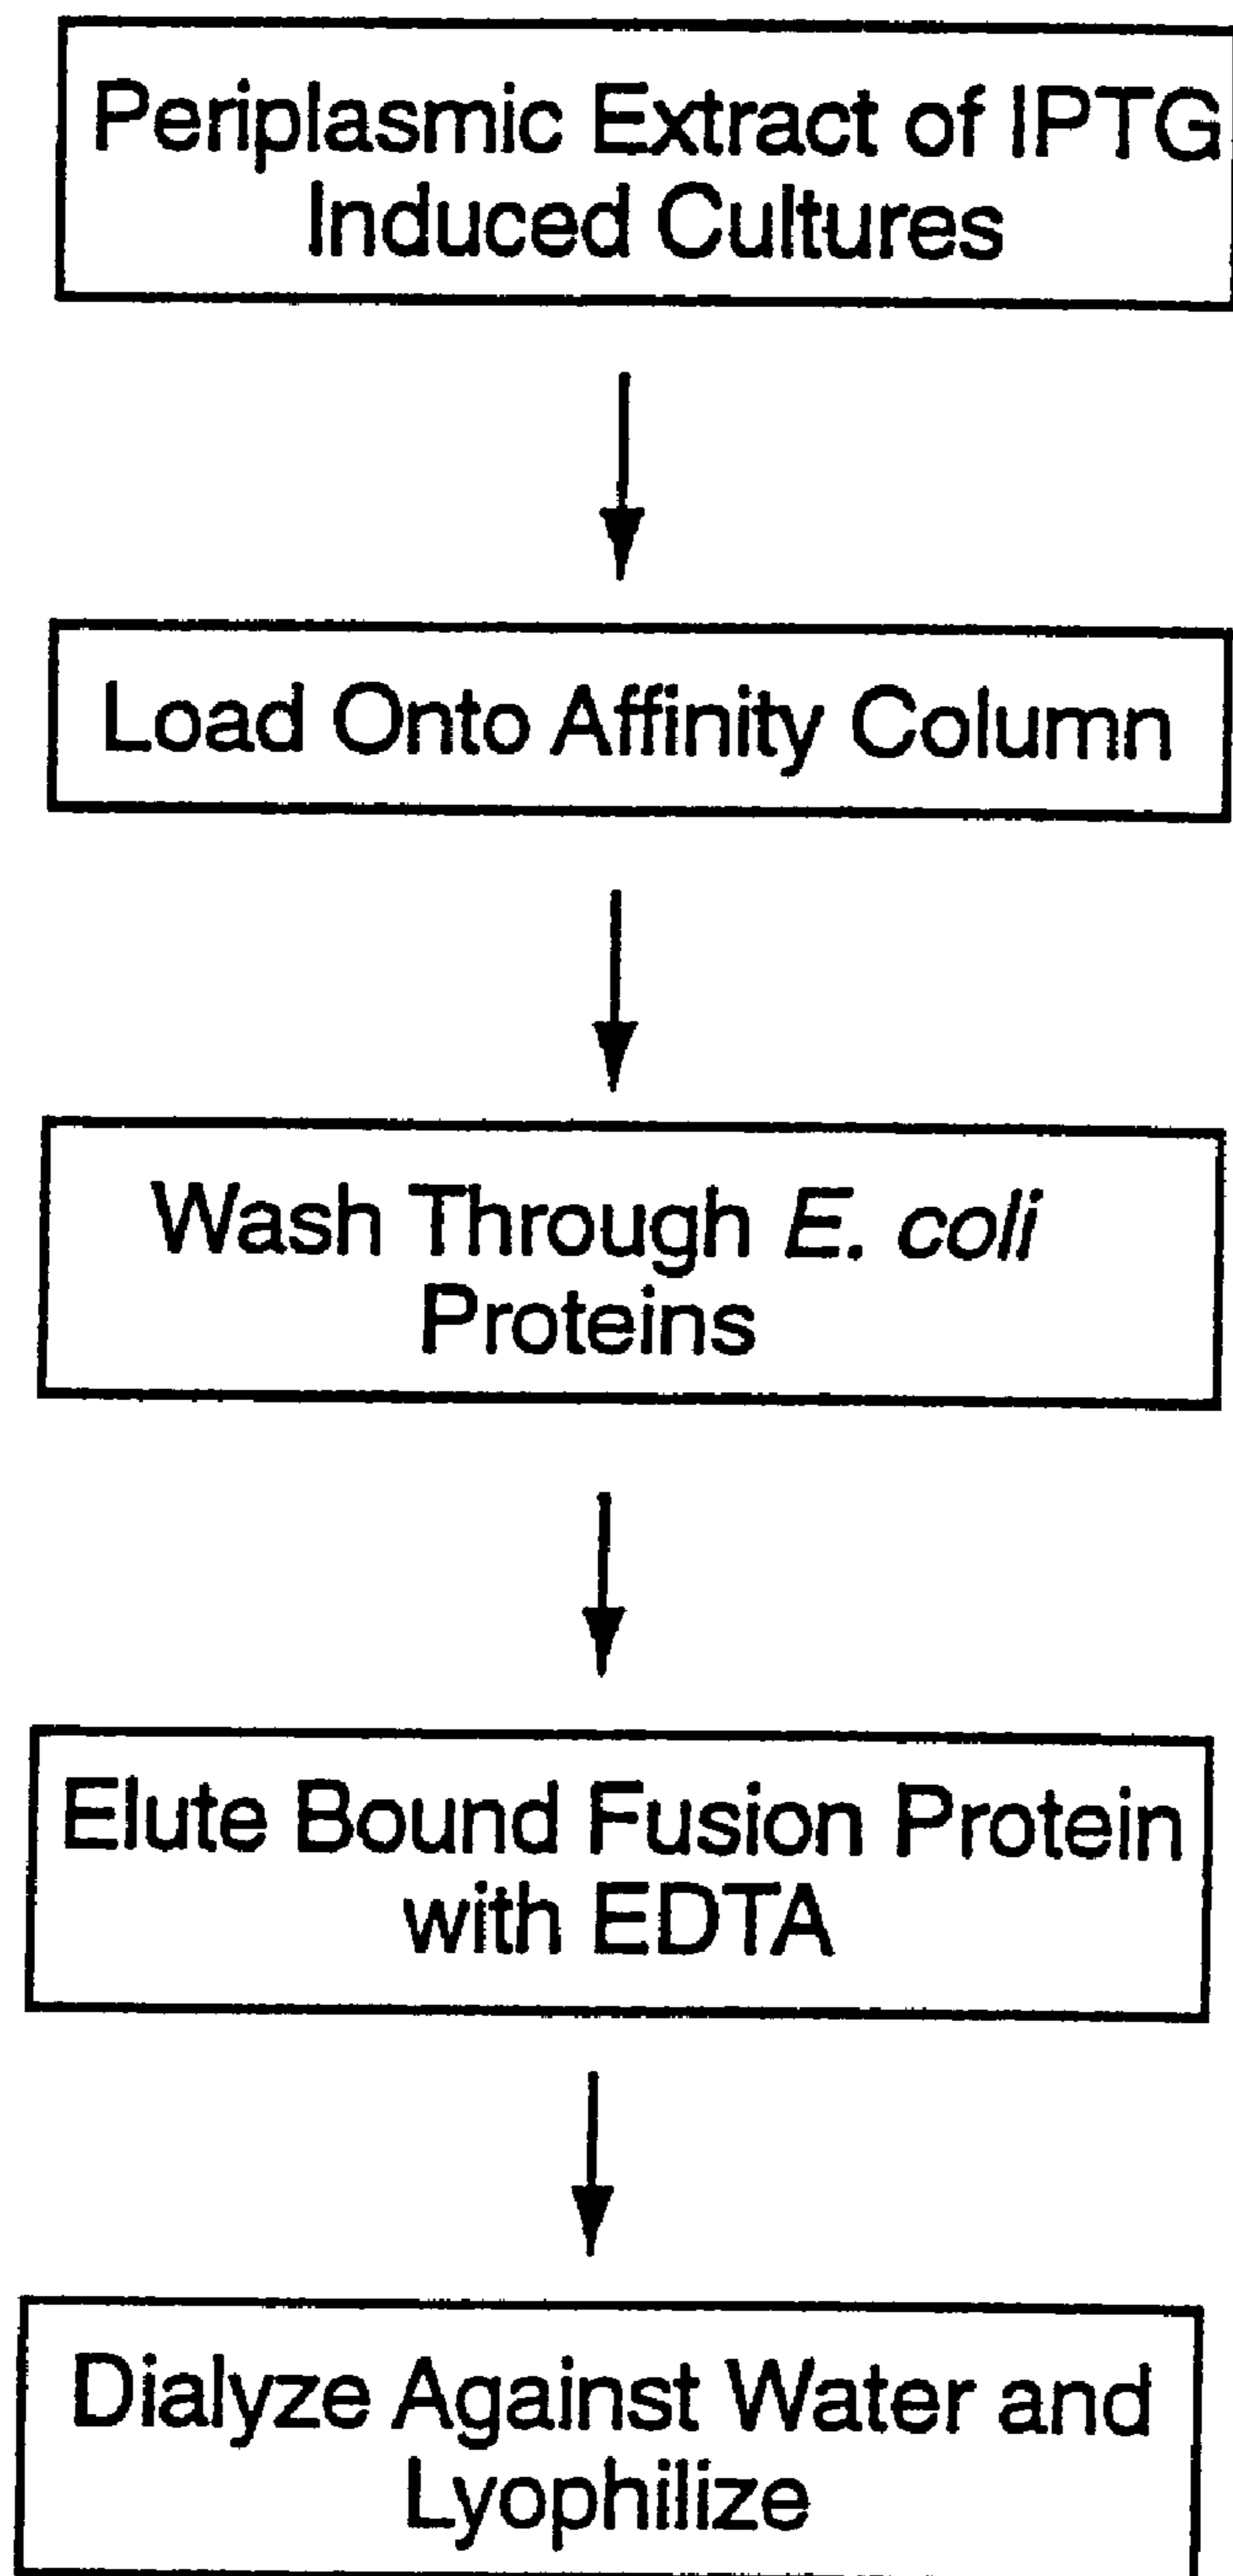 Periplasmic Extract of IPTG
Induced Cultures
Load Onto Affinity Column
Wash Through E. coli
Proteins
Elute Bound Fusion Protein
with EDTA
Dialyze Against Water and
Lyophilize